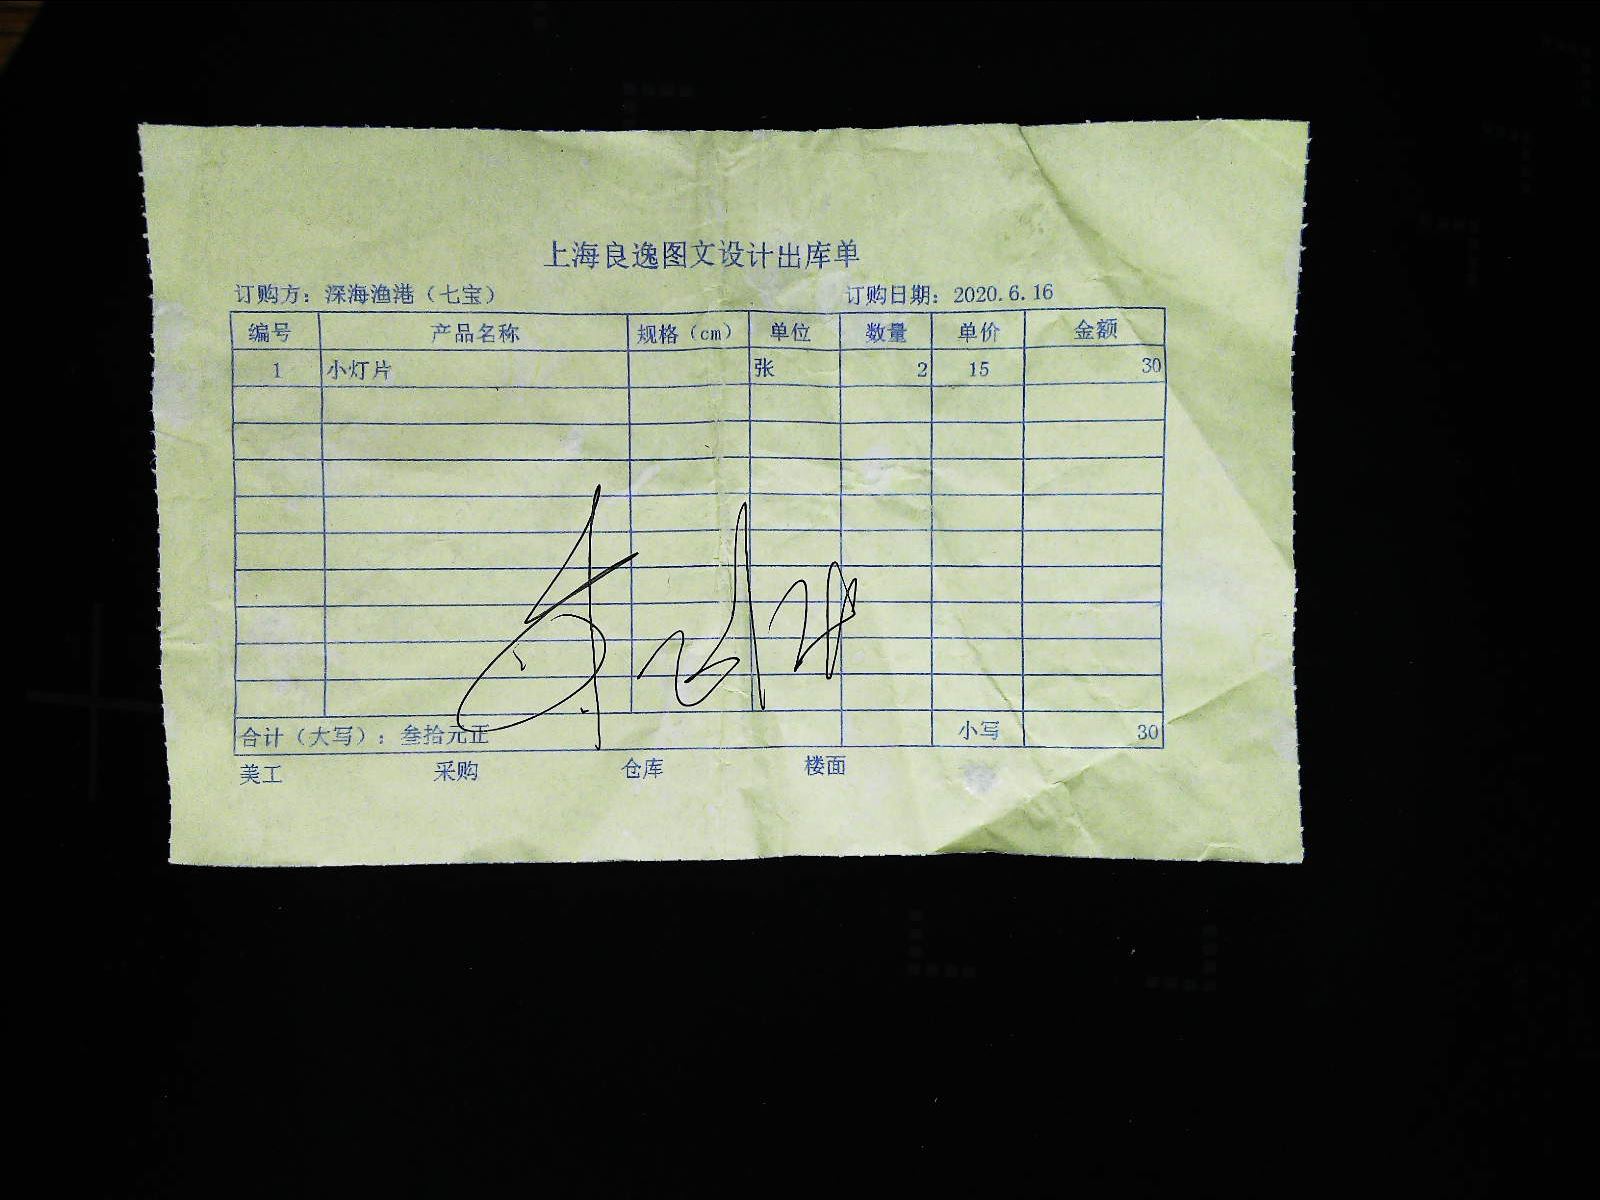 上海良逸图文设计出库单
订购方：深海渔港（七宝） 订购日期：2020.6.16
编号 产品名称 规格（cm） 单位 数量 单价 金额
1 小灯片 张 2 15 30
合计（大写）：叁拾元正 小写 30
美工 采购 仓库 楼面